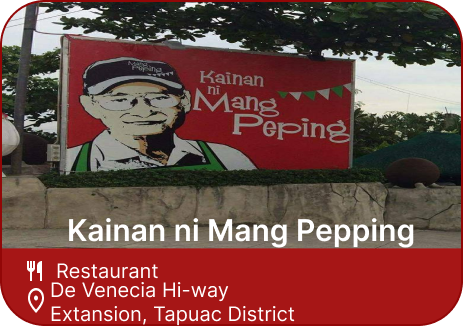 Mang
Peping
Kainan
ni
Mang
Peping
Kainan ni Mang Pepping
Restaurant
De Venecia Hi-way
Extansion, Tapuac District